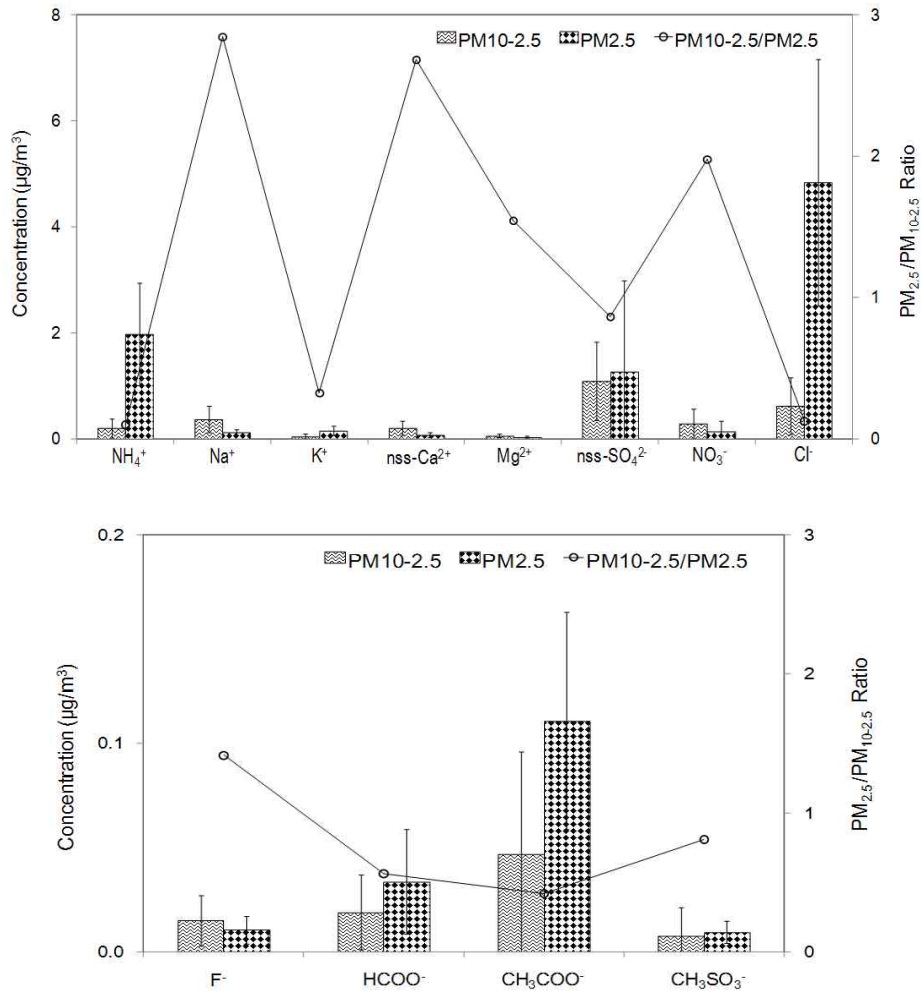 8 3
PM10-2.5 PM2.5 PM10-2.5/PM2.5
6
2
4
1
2
0 0
Concentration (μg/m³)
PM₂.₅/PM₁₀₋₂.₅ Ratio
NH₄⁺ Na⁺ K⁺ nss-Ca²⁺ Mg²⁺ nss-SO₄²⁻ NO₃⁻ Cl⁻
0.2 3
PM10-2.5 PM2.5 PM10-2.5/PM2.5
2
0.1
1
0.0 0
Concentration (μg/m³)
PM₂.₅/PM₁₀₋₂.₅ Ratio
F⁻ HCOO⁻ CH₃COO⁻ CH₃SO₃⁻